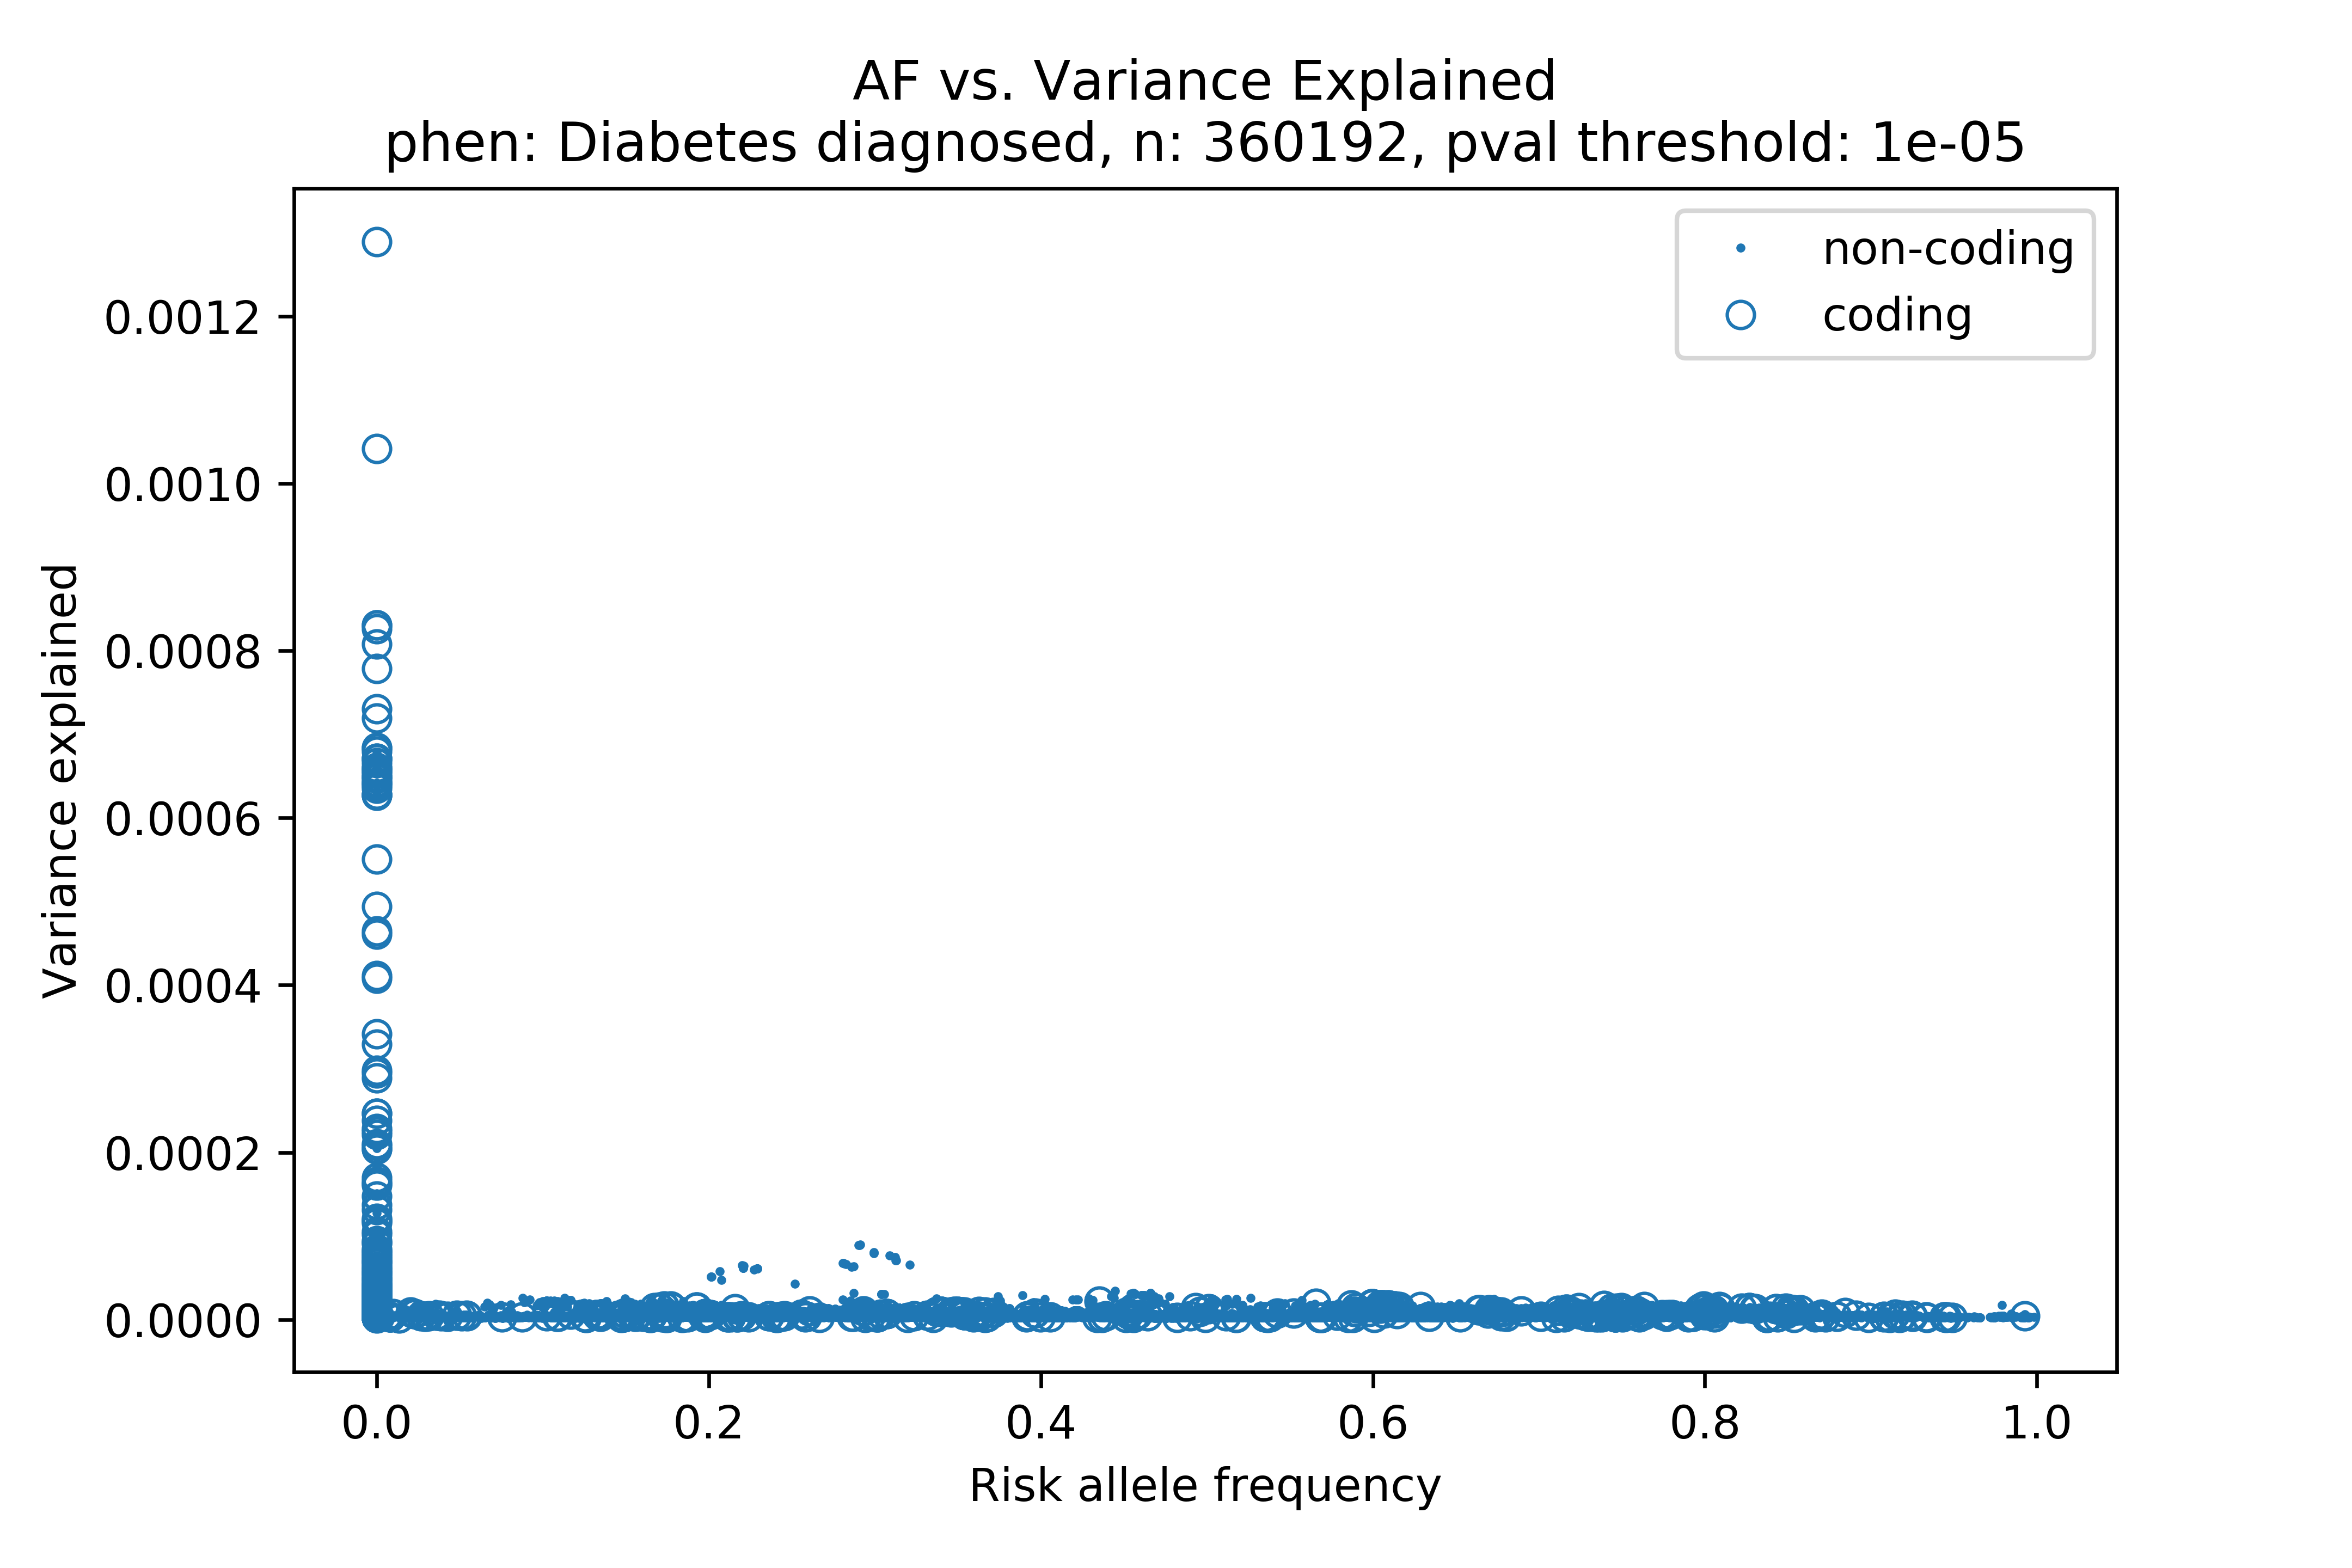 AF vs. Variance Explained
phen: Diabetes diagnosed, n: 360192, pval threshold: 1e-05
non-coding
coding
0.0012
0.0010
0.0008
0.0006
0.0004
0.0002
0.0000
Variance explained
0.0 0.2 0.4 0.6 0.8 1.0
Risk allele frequency